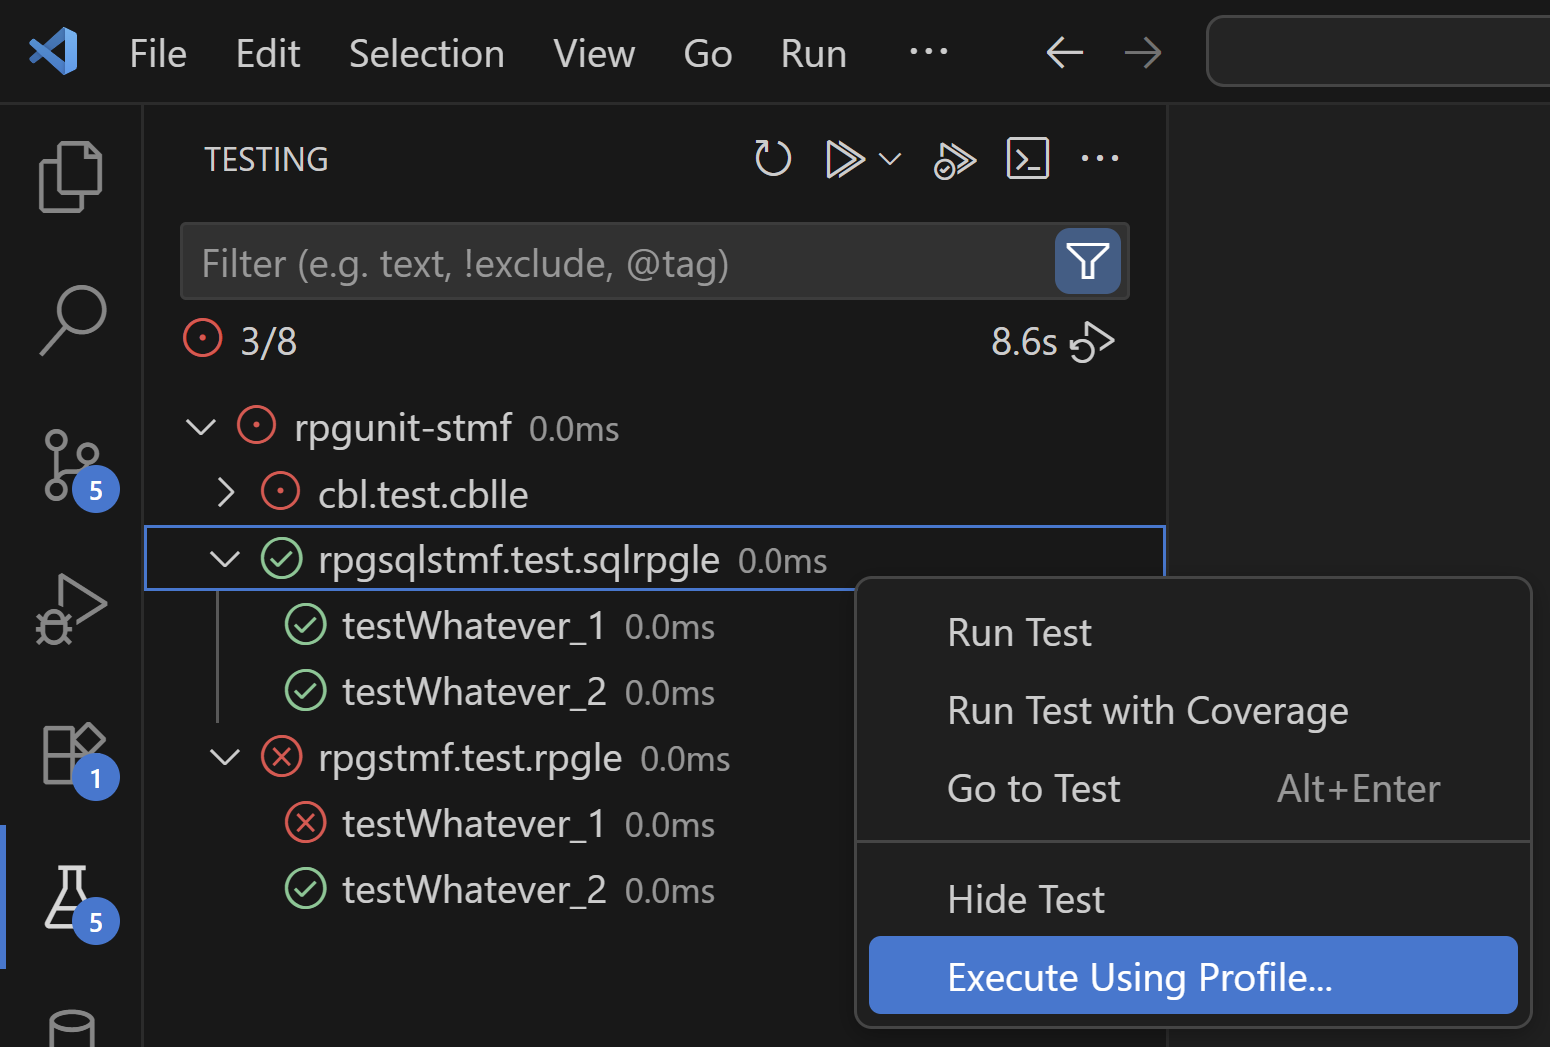 File Edit Selection View Go Run ···
TESTING
Filter (e.g. text, !exclude, @tag)
3/8 8.6s
rpgunit-stmf 0.0ms
cbl.test.cblle
rpgsqlstmf.test.sqlrpgle 0.0ms
testWhatever_1 0.0ms
testWhatever_2 0.0ms
rpgstmf.test.rpgle 0.0ms
testWhatever_1 0.0ms
testWhatever_2 0.0ms
5
1
5
Run Test
Run Test with Coverage
Go to Test Alt+Enter
Hide Test
Execute Using Profile...